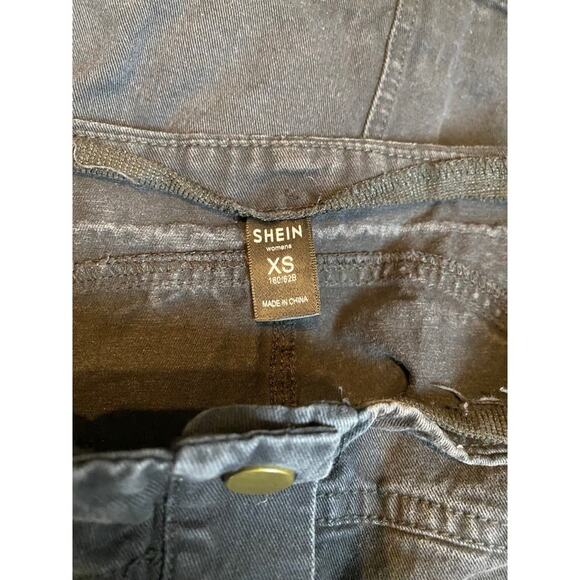 SHEIN
womens
XS
160/62B
MADE IN CHINA